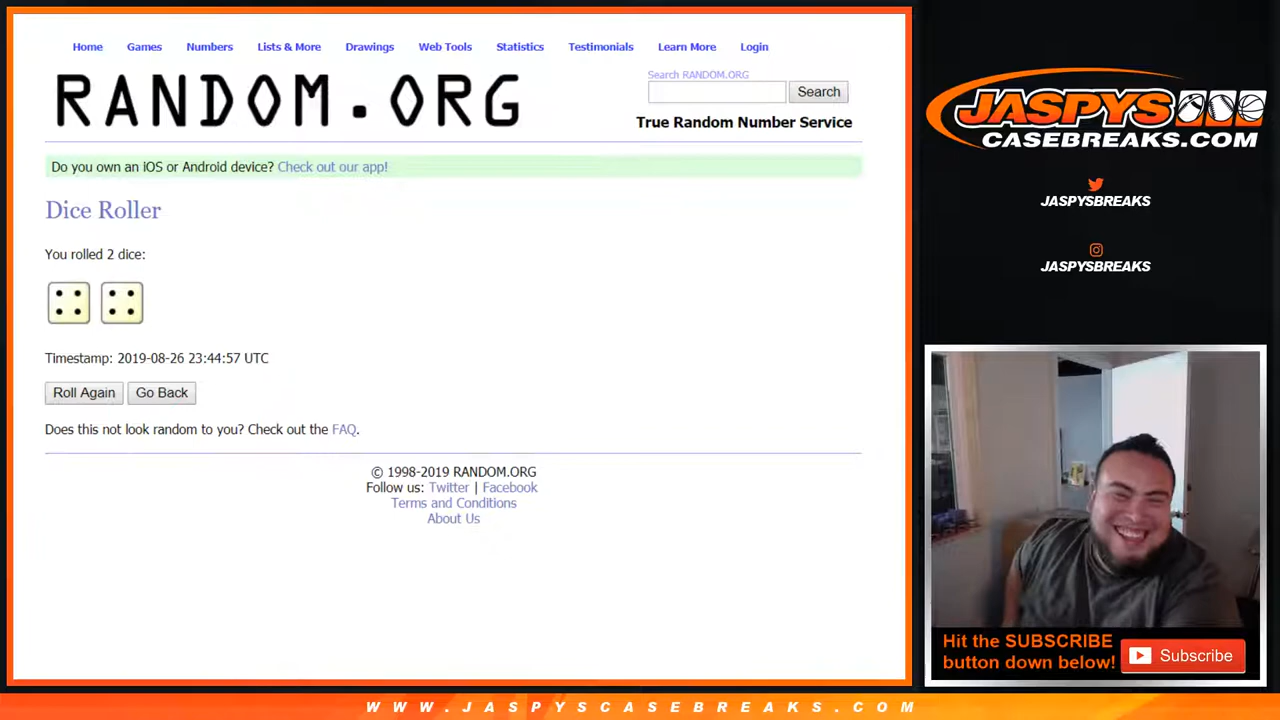 Home Games Numbers Lists & More Drawings Web Tools Statistics Testimonials Learn More Login
RANDOM.ORG
Search RANDOM.ORG
Search
True Random Number Service
Do you own an iOS or Android device? Check out our app!
Dice Roller
You rolled 2 dice:
Timestamp: 2019-08-26 23:44:57 UTC
Roll Again Go Back
Does this not look random to you? Check out the FAQ.
© 1998-2019 RANDOM.ORG
Follow us: Twitter | Facebook
Terms and Conditions
About Us
JASPYS
CASEBREAKS.COM
JASPYSBREAKS
JASPYSBREAKS
Hit the SUBSCRIBE
button down below!
Subscribe
WWW.JASPYSCASEBREAKS.COM